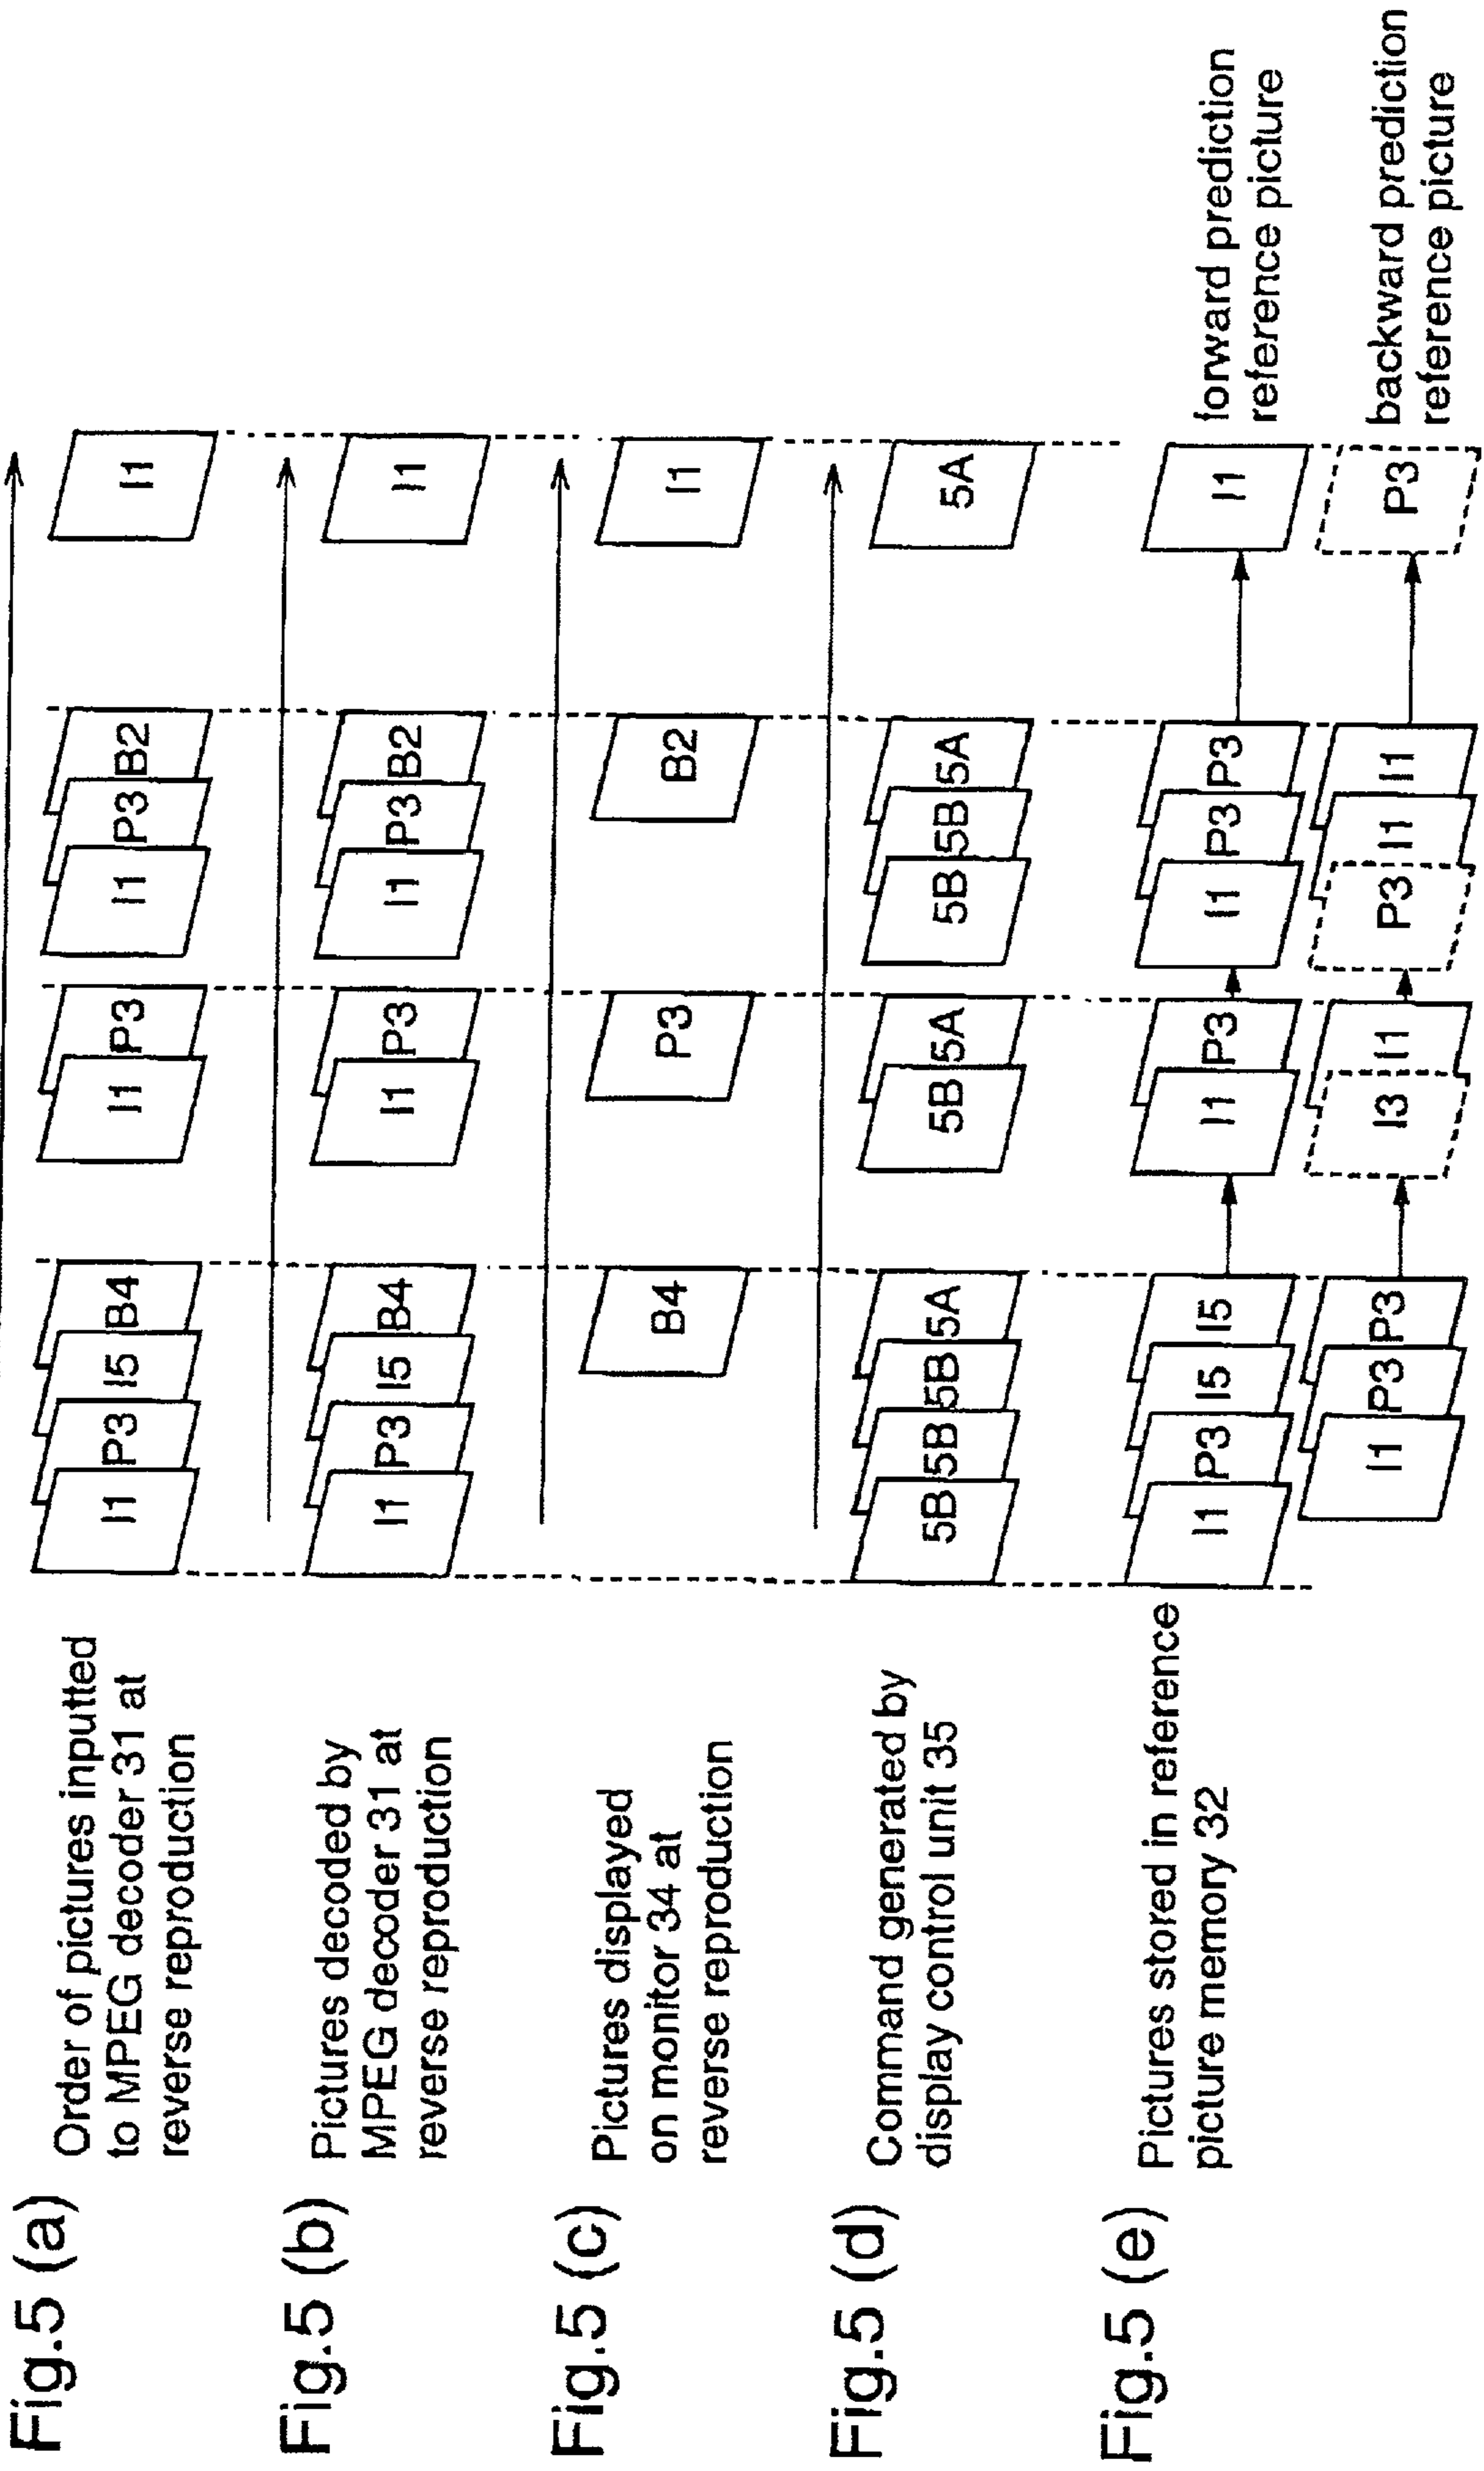 Fig.5 (a)
Order of pictures inputted
to MPEG decoder 31 at
reverse reproduction
I1 P3 I5 B4
I1 P3
I1 P3 B2
I1
Fig.5 (b)
Pictures decoded by
MPEG decoder 31 at
reverse reproduction
I1 P3 I5 B4
I1 P3
I1 P3 B2
I1
Fig.5 (c)
Pictures displayed
on monitor 34 at
reverse reproduction
B4
P3
B2
I1
Fig.5 (d)
Command generated by
display control unit 35
5B 5B 5B 5A
5B 5A
5B 5B 5A
5A
Fig.5 (e)
Pictures stored in reference
picture memory 32
I1 P3 I5 I5
I1 P3
I1 P3 P3
I1
forward prediction
reference picture
I1 P3 P3
I3 I1
P3 I1 I1
P3
backward prediction
reference picture